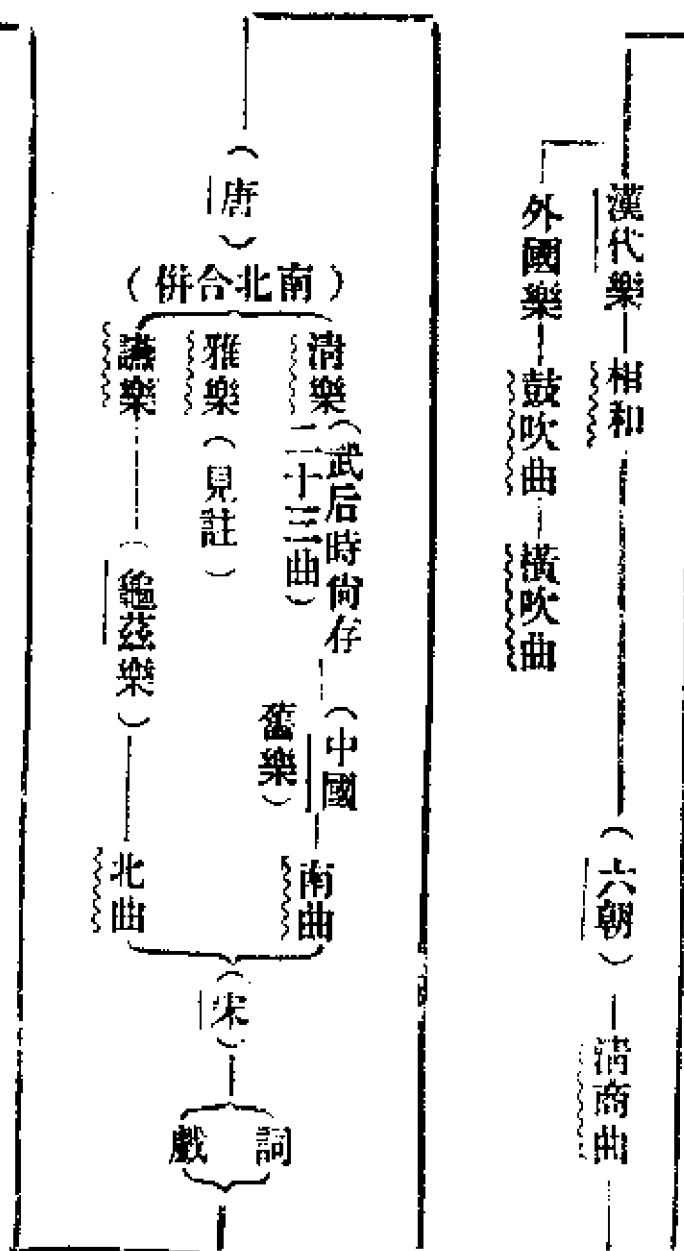 漢代樂—相和—(六朝)—清商曲
外國樂—鼓吹曲—橫吹曲
(唐)
(南北合併)
清樂(武后時尚存二十三曲)—(中國舊樂)—南曲
雅樂(見註)
讌樂—(龜茲樂)—北曲
(宋)
詞
戲